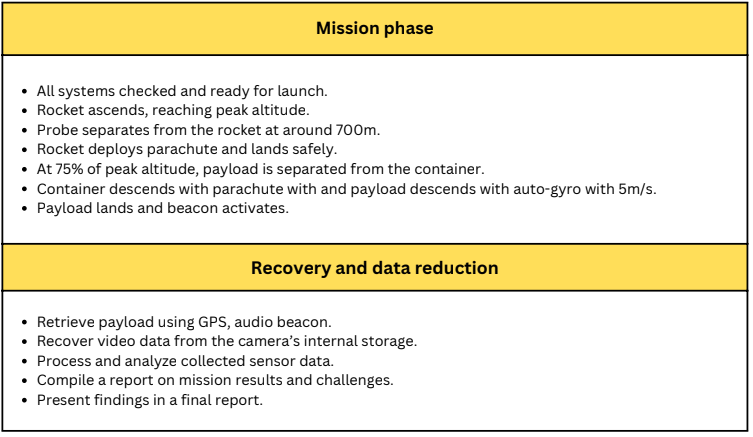 Mission phase
• All systems checked and ready for launch.
• Rocket ascends, reaching peak altitude.
• Probe separates from the rocket at around 700m.
• Rocket deploys parachute and lands safely.
• At 75% of peak altitude, payload is separated from the container.
• Container descends with parachute with and payload descends with auto-gyro with 5m/s.
• Payload lands and beacon activates.
Recovery and data reduction
• Retrieve payload using GPS, audio beacon.
• Recover video data from the camera’s internal storage.
• Process and analyze collected sensor data.
• Compile a report on mission results and challenges.
• Present findings in a final report.